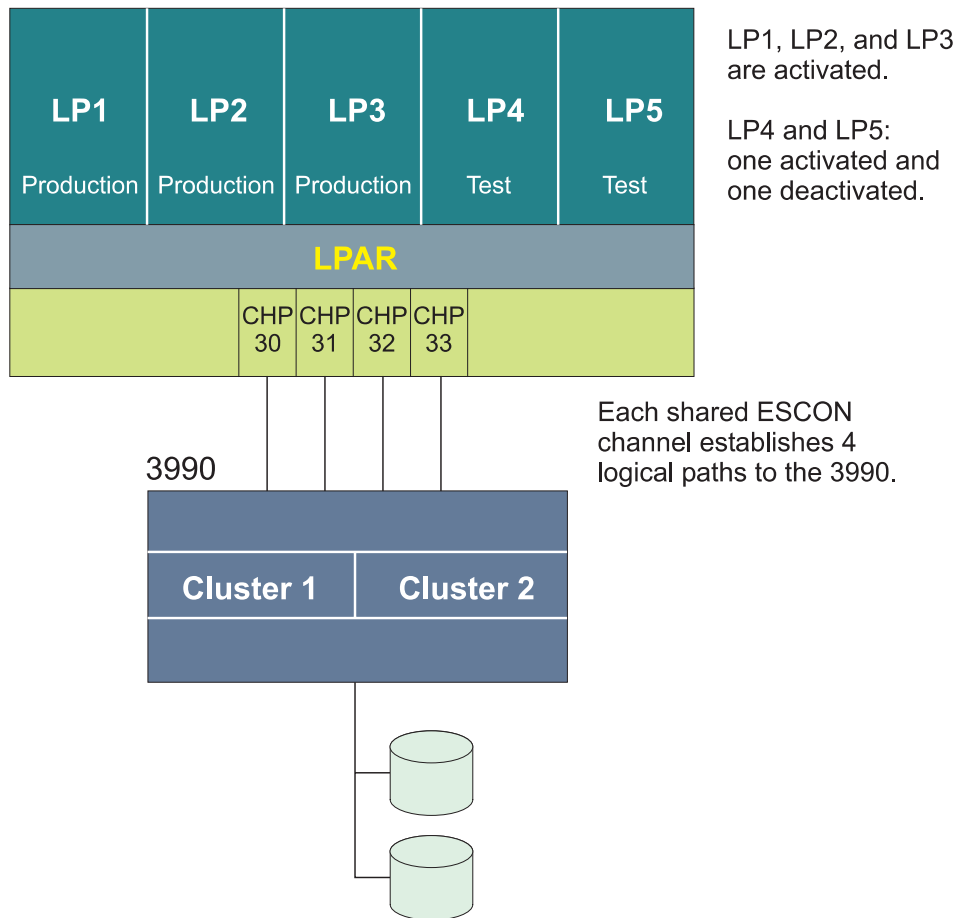 LP1
LP2
LP3
LP4
LP5
Production
Production
Production
Test
Test
LP1, LP2, and LP3
are activated.
LP4 and LP5:
one activated and
one deactivated.
LPAR
CHP
30
CHP
31
CHP
32
CHP
33
Each shared ESCON
channel establishes 4
logical paths to the 3990.
3990
Cluster 1
Cluster 2